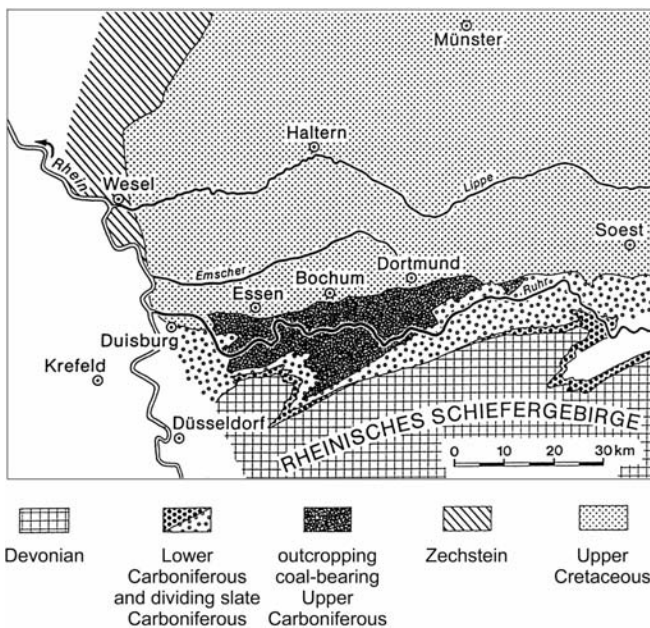 Münster
Haltern
Rhein
Wesel
Lippe
Soest
Emscher
Dortmund
Bochum
Essen
Ruhr
Duisburg
Krefeld
Düsseldorf
RHEINISCHES SCHIEFERGEBIRGE
0 10 20 30 km
Devonian
Lower
Carboniferous
and dividing slate
Carboniferous
outcropping
coal-bearing
Upper
Carboniferous
Zechstein
Upper
Cretaceous